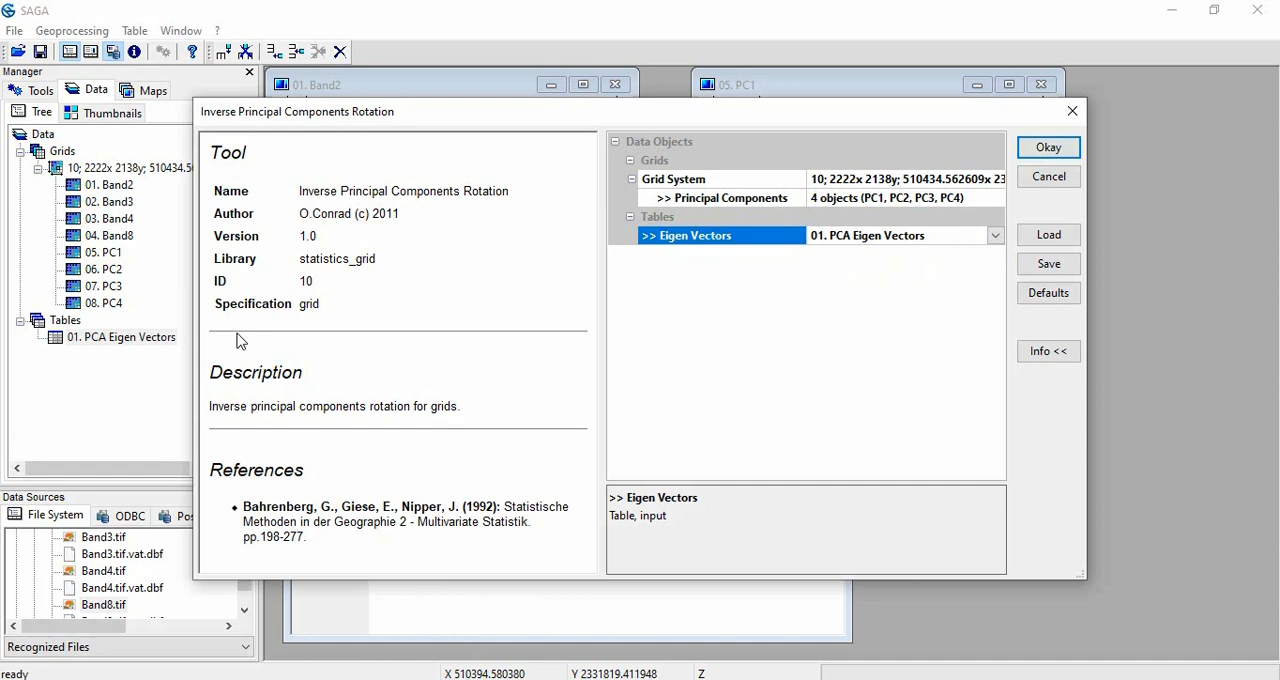 SAGA
File Geoprocessing Table Window ?
Manager
Tools Data Maps
Tree Thumbnails
Data
Grids
10; 2222x 2138y; 510434.5
01. Band2
02. Band3
03. Band4
04. Band8
05. PC1
06. PC2
07. PC3
08. PC4
Tables
01. PCA Eigen Vectors
Data Sources
File System ODBC Pos
Band3.tif
Band3.tif.vat.dbf
Band4.tif
Band4.tif.vat.dbf
Band8.tif
Recognized Files
ready
01. Band2
05. PC1
Inverse Principal Components Rotation
Tool
Name Inverse Principal Components Rotation
Author O.Conrad (c) 2011
Version 1.0
Library statistics_grid
ID 10
Specification grid
Description
Inverse principal components rotation for grids.
References
Bahrenberg, G., Giese, E., Nipper, J. (1992): Statistische
Methoden in der Geographie 2 - Multivariate Statistik.
pp.198-277.
Data Objects
Grids
Grid System 10; 2222x 2138y; 510434.562609x 23
>> Principal Components 4 objects (PC1, PC2, PC3, PC4)
Tables
>> Eigen Vectors 01. PCA Eigen Vectors
>> Eigen Vectors
Table, input
Okay
Cancel
Load
Save
Defaults
Info <<
X 510394.580380 Y 2331819.411948 Z